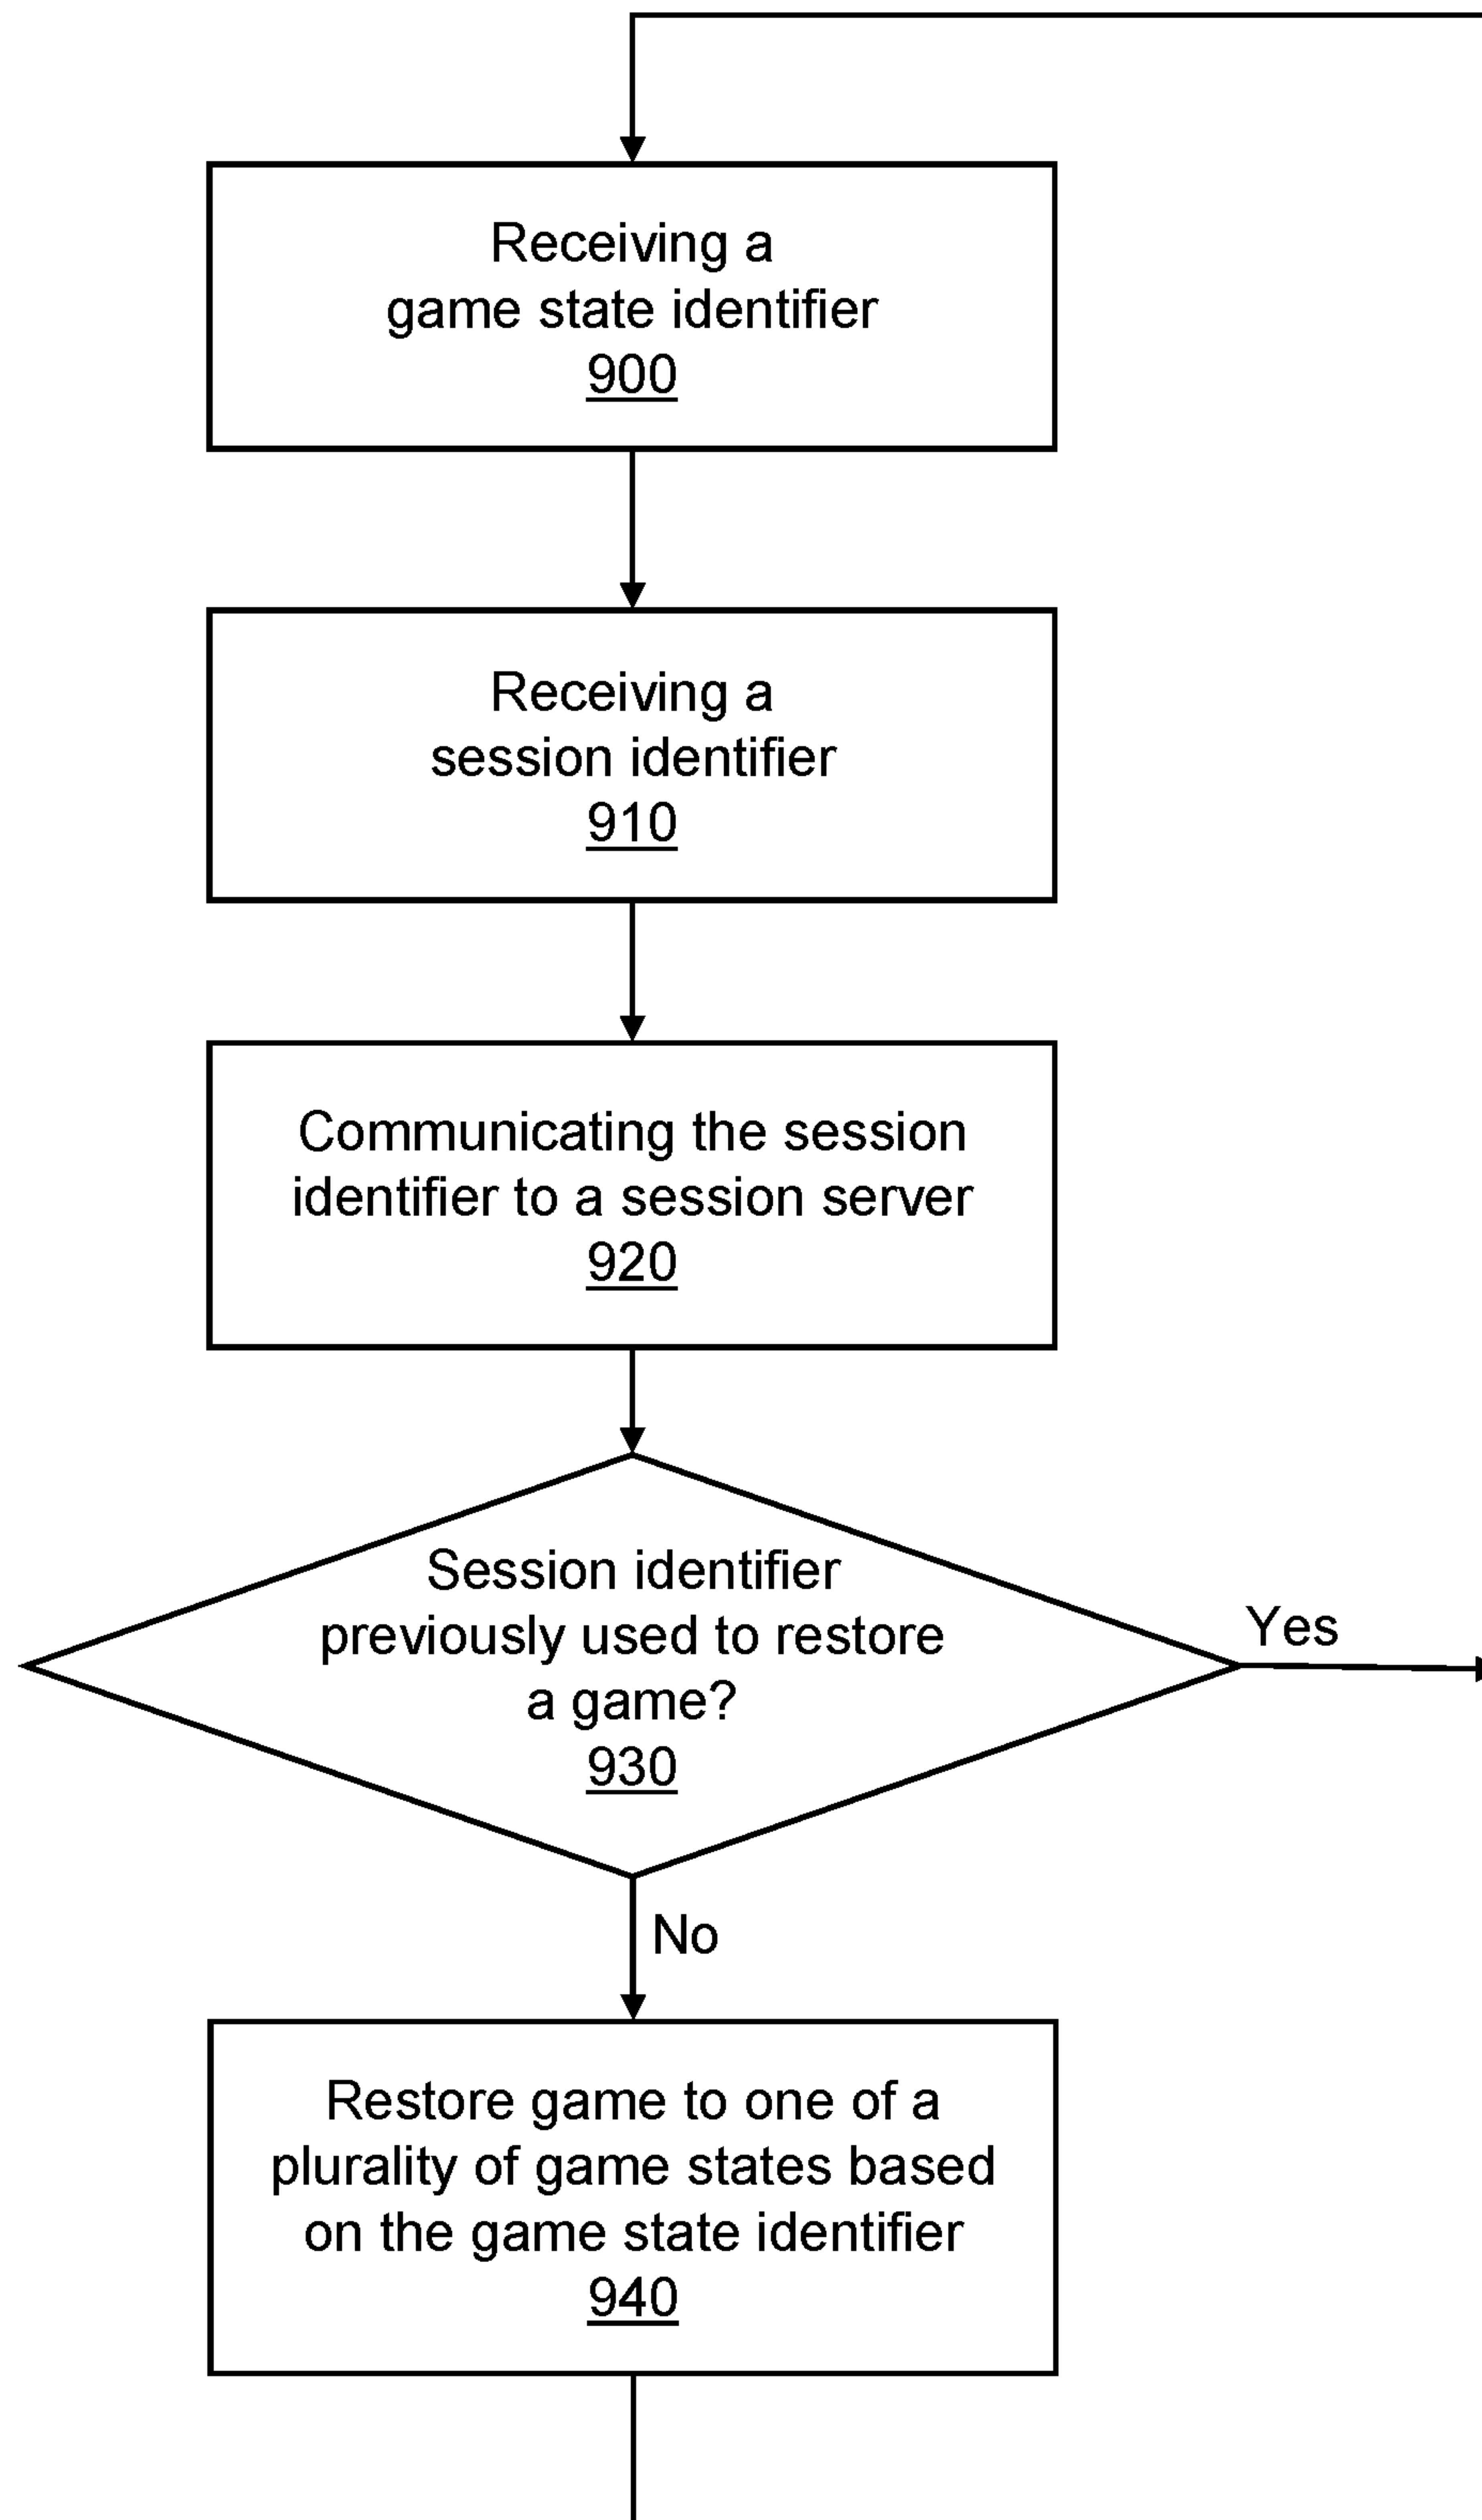 Receiving a
game state identifier
900
Receiving a
session identifier
910
Communicating the session
identifier to a session server
920
Session identifier
previously used to restore
a game?
930
Yes
No
Restore game to one of a
plurality of game states based
on the game state identifier
940